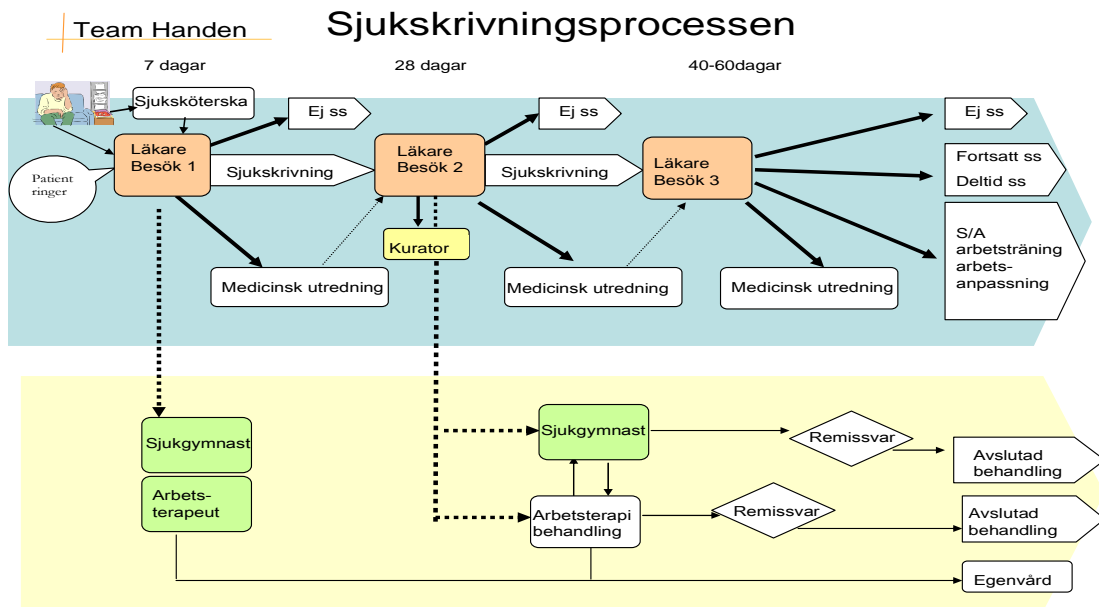 Team Handen
Sjukskrivningsprocessen
7 dagar
28 dagar
40-60dagar
Sjuksköterska
Ej ss
Ej ss
Ej ss
Läkare
Besök 1
Sjukskrivning
Läkare
Besök 2
Sjukskrivning
Läkare
Besök 3
Fortsatt ss
Deltid ss
Patient
ringer
Kurator
S/A
arbetsträning
arbets-
anpassning
Medicinsk utredning
Medicinsk utredning
Medicinsk utredning
Sjukgymnast
Sjukgymnast
Remissvar
Avslutad
behandling
Arbets-
terapeut
Arbetsterapi
behandling
Remissvar
Avslutad
behandling
Egenvård